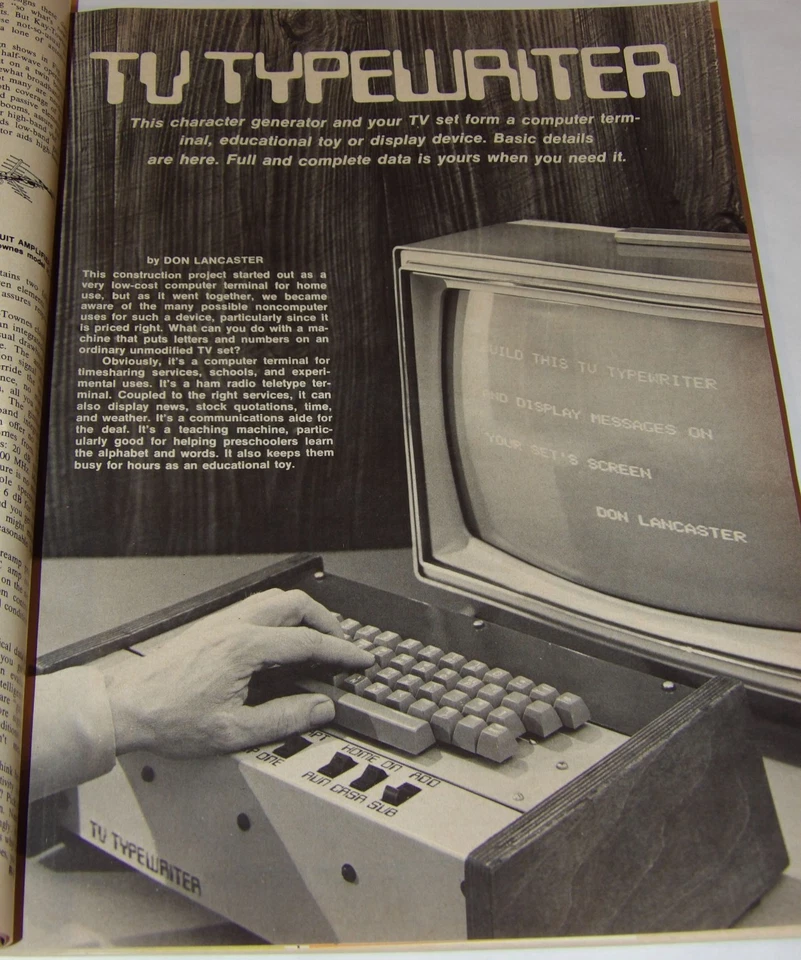 TV TYPEWRITER
This character generator and your TV set form a computer term-
inal, educational toy or display device. Basic details
are here. Full and complete data is yours when you need it.
by DON LANCASTER
This construction project started out as a
very low-cost computer terminal for home
use, but as it went together, we became
aware of the many possible noncomputer
uses for such a device, particularly since it
is priced right. What can you do with a ma-
chine that puts letters and numbers on an
ordinary unmodified TV set?
Obviously, it's a computer terminal for
timesharing services, schools, and experi-
mental uses. It's a ham radio teletype ter-
minal. Coupled to the right services, it can
also display news, stock quotations, time,
and weather. It's a communications aide for
the deaf. It's a teaching machine, partic-
ularly good for helping preschoolers learn
the alphabet and words. It also keeps them
busy for hours as an educational toy.
UILD THIS TV TYPEWRITER
ND DISPLAY MESSAGES ON
YOUR SET'S SCREEN
DON LANCASTER
HOME ON ADD
ONE RUN CRSR SUB
TV TYPEWRITER